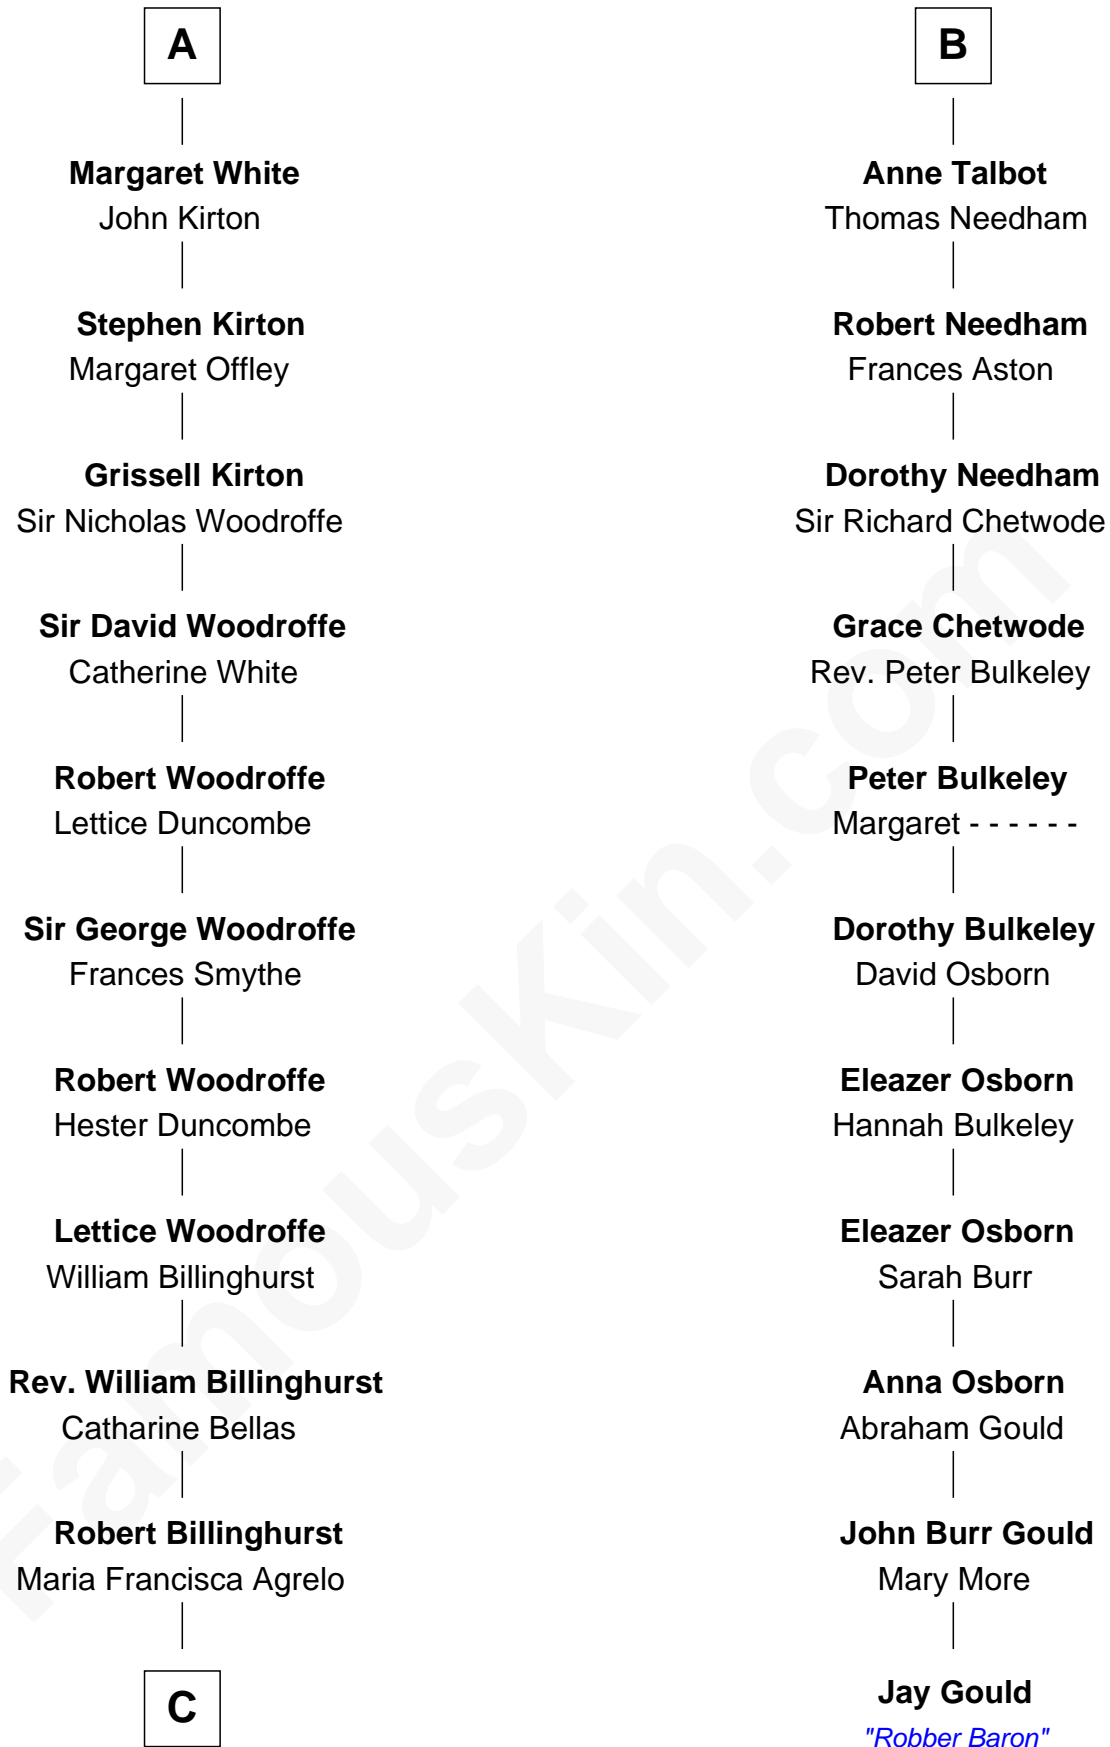 A
Margaret White
John Kirton
Stephen Kirton
Margaret Offley
Grissell Kirton
Sir Nicholas Woodroffe
Sir David Woodroffe
Catherine White
Robert Woodroffe
Lettice Duncombe
Sir George Woodroffe
Frances Smythe
Robert Woodroffe
Hester Duncombe
Lettice Woodroffe
William Billinghurst
Rev. William Billinghurst
Catharine Bellas
Robert Billinghurst
Maria Francisca Agrelo
C
B
Anne Talbot
Thomas Needham
Robert Needham
Frances Aston
Dorothy Needham
Sir Richard Chetwode
Grace Chetwode
Rev. Peter Bulkeley
Peter Bulkeley
Margaret - - - - - -
Dorothy Bulkeley
David Osborn
Eleazer Osborn
Hannah Bulkeley
Eleazer Osborn
Sarah Burr
Anna Osborn
Abraham Gould
John Burr Gould
Mary More
Jay Gould
"Robber Baron"
FamousKin.com